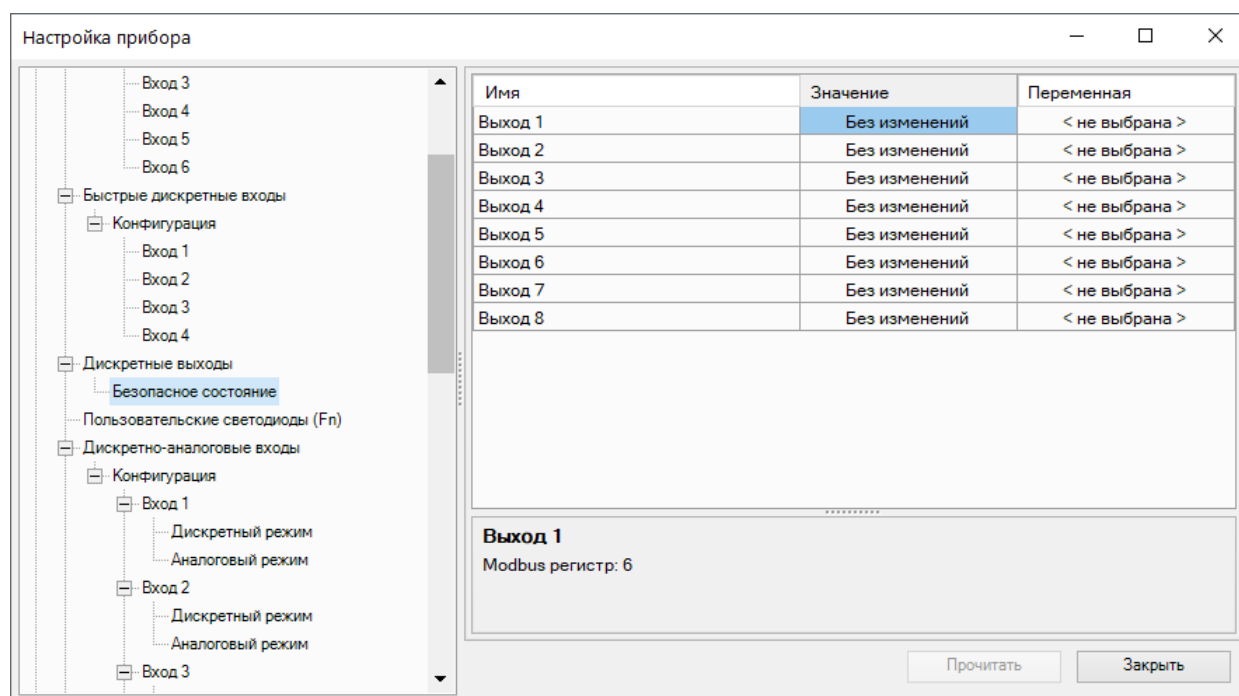 Настройка прибора
Вход 3
Вход 4
Вход 5
Вход 6
Быстрые дискретные входы
Конфигурация
Вход 1
Вход 2
Вход 3
Вход 4
Дискретные выходы
Безопасное состояние
Пользовательские светодиоды (Fn)
Дискретно-аналоговые входы
Конфигурация
Вход 1
Дискретный режим
Аналоговый режим
Вход 2
Дискретный режим
Аналоговый режим
Вход 3
Имя Значение Переменная
Выход 1 Без изменений < не выбрана >
Выход 2 Без изменений < не выбрана >
Выход 3 Без изменений < не выбрана >
Выход 4 Без изменений < не выбрана >
Выход 5 Без изменений < не выбрана >
Выход 6 Без изменений < не выбрана >
Выход 7 Без изменений < не выбрана >
Выход 8 Без изменений < не выбрана >
Выход 1
Modbus регистр: 6
Прочитать Закрыть